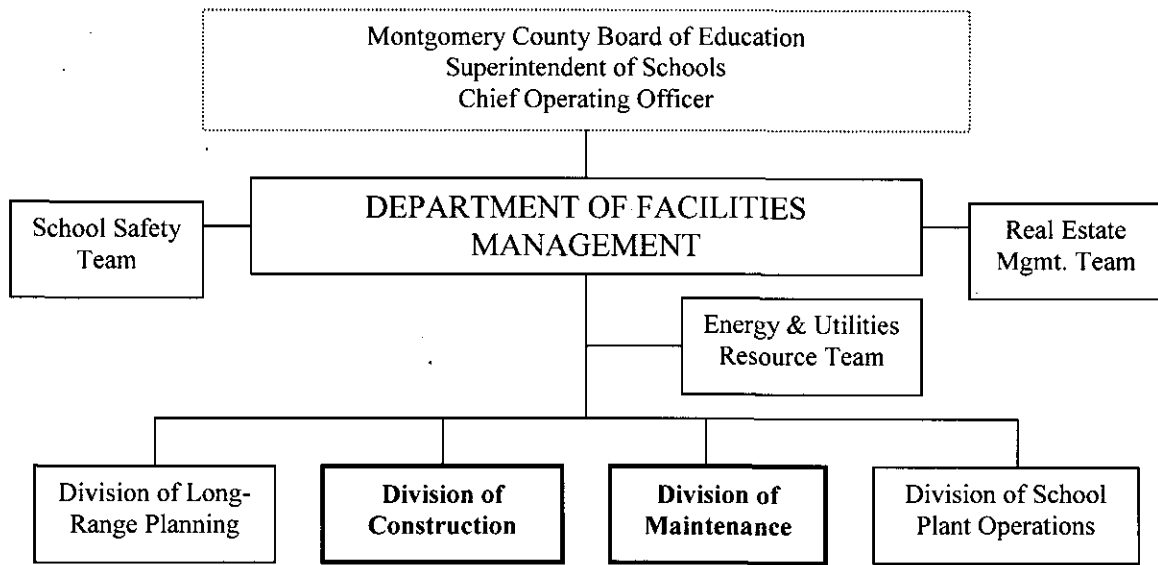 Montgomery County Board of Education
Superintendent of Schools
Chief Operating Officer
DEPARTMENT OF FACILITIES
MANAGEMENT
School Safety
Team
Real Estate
Mgmt. Team
Energy & Utilities
Resource Team
Division of Long-
Range Planning
Division of
Construction
Division of
Maintenance
Division of School
Plant Operations